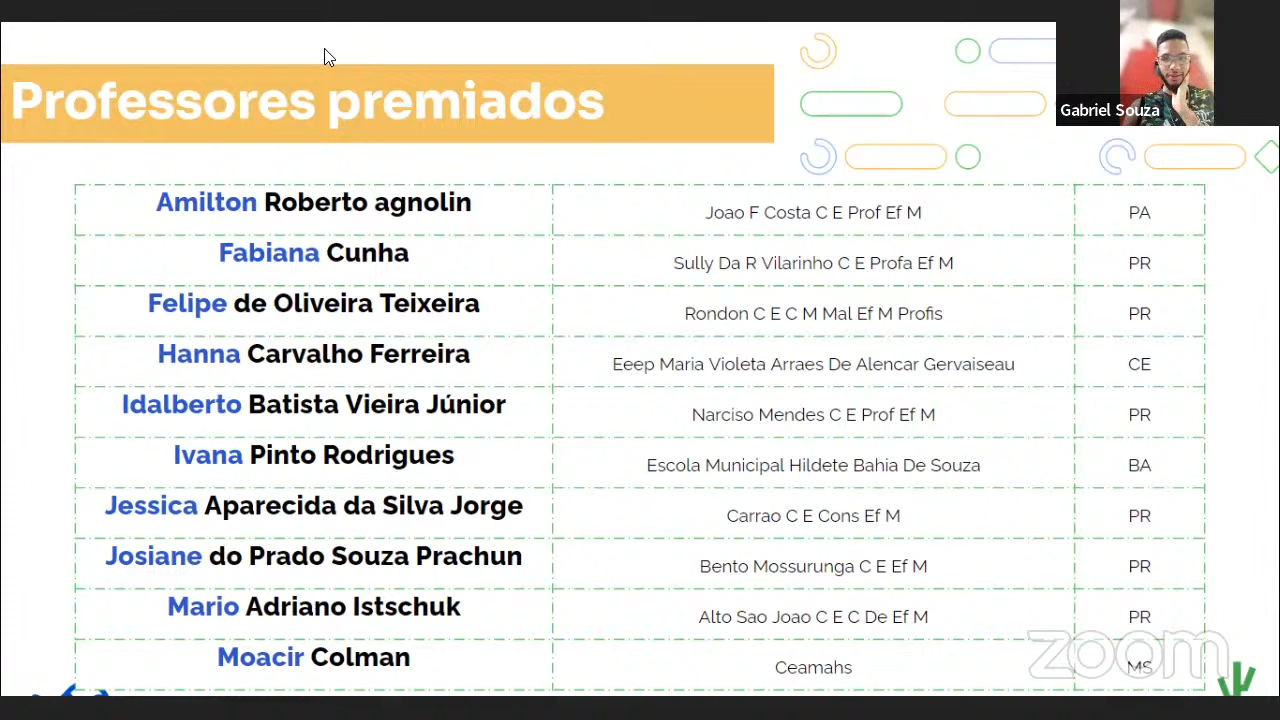 Professores premiados
Gabriel Souza
Amilton Roberto agnolin Joao F Costa C E Prof Ef M PA
Fabiana Cunha Sully Da R Vilarinho C E Profa Ef M PR
Felipe de Oliveira Teixeira Rondon C E C M Mal Ef M Profis PR
Hanna Carvalho Ferreira Eeep Maria Violeta Arraes De Alencar Gervaiseau CE
Idalberto Batista Vieira Júnior Narciso Mendes C E Prof Ef M PR
Ivana Pinto Rodrigues Escola Municipal Hildete Bahia De Souza BA
Jessica Aparecida da Silva Jorge Carrao C E Cons Ef M PR
Josiane do Prado Souza Prachun Bento Mossurunga C E Ef M PR
Mario Adriano Istschuk Alto Sao Joao C E C De Ef M PR
Moacir Colman Ceamahs MS
zoom